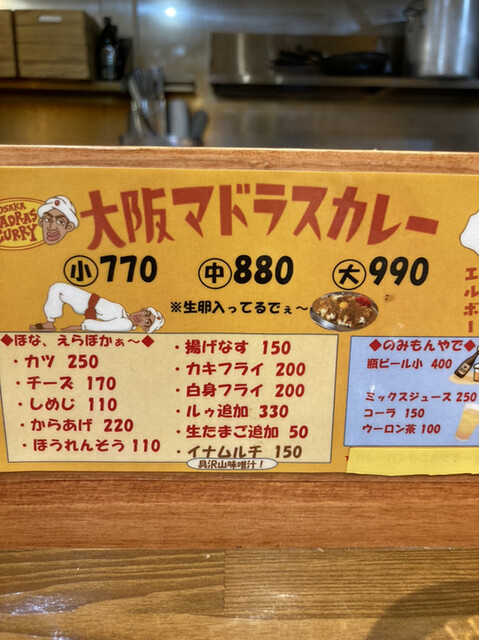 OSAKA
MADRAS
CURRY
大阪マドラスカレー
小770 中880 大990
※生卵入ってるでぇ～
エルボー
◆ほな、えらぼかぁ～◆
・カツ 250
・チーズ 170
・しめじ 110
・からあげ 220
・ほうれんそう 110
・揚げなす 150
・カキフライ 200
・白身フライ 200
・ルゥ追加 330
・生たまご追加 50
・イナムルチ 150
具沢山味噌汁！
◆のみもんやで◆
瓶ビール小 400
ミックスジュース 250
コーラ 150
ウーロン茶 100